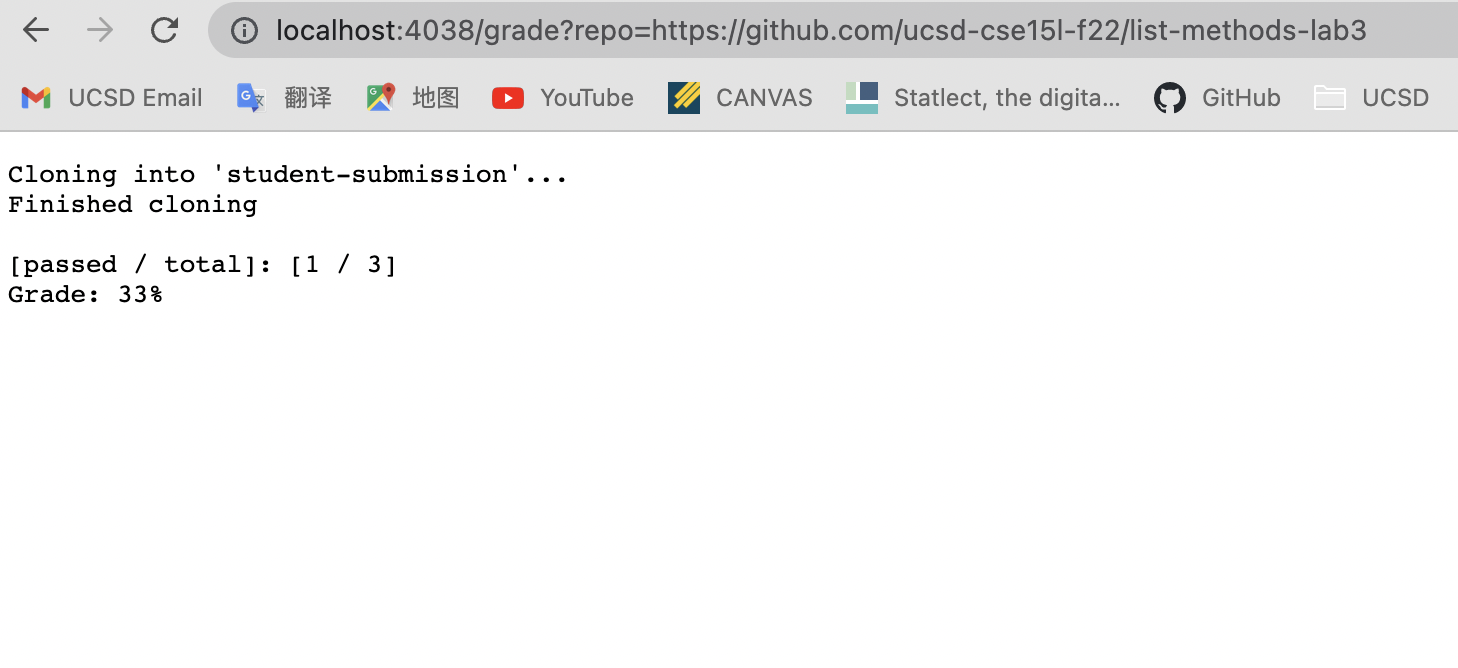 localhost:4038/grade?repo=https://github.com/ucsd-cse15l-f22/list-methods-lab3
UCSD Email 翻译 地图 YouTube CANVAS Statlect, the digita... GitHub UCSD
Cloning into 'student-submission'...
Finished cloning
[passed / total]: [1 / 3]
Grade: 33%